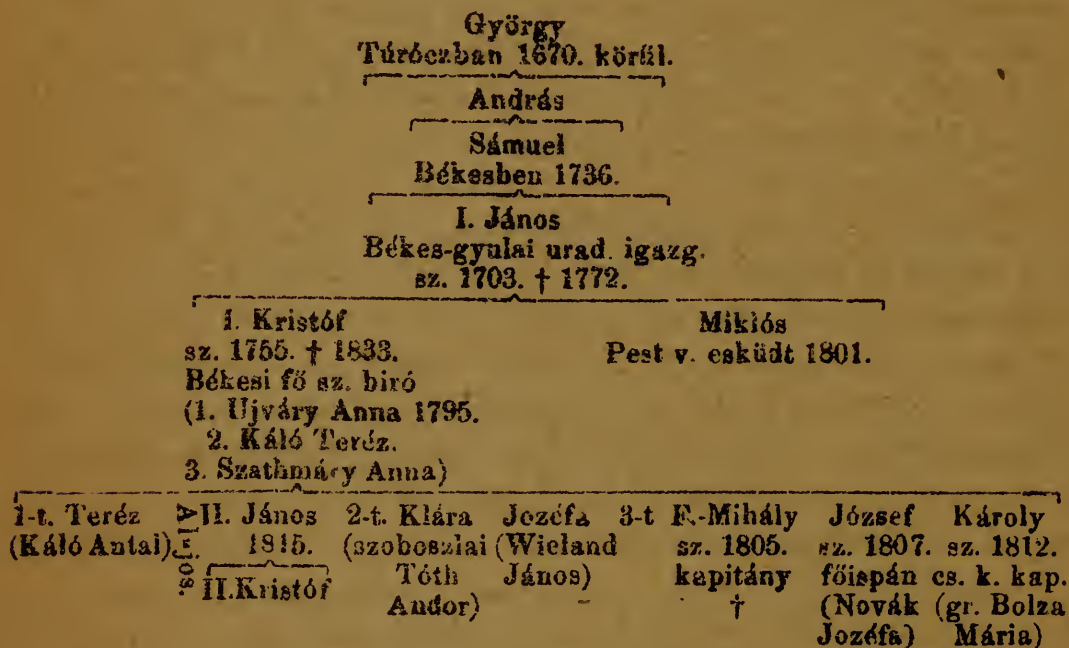 György
Túróczban 1670. körül.
András
Sámuel
Békesben 1736.
I. János
Békes-gyulai urad. igazg.
sz. 1703. † 1772.
I. Kristóf Miklós
sz. 1755. † 1833. Pest v. esküdt 1801.
Békesi fő sz. biró
(1. Ujváry Anna 1795.
2. Káló Teréz.
3. Szathmáry Anna)
1-t. Teréz Alajos. II. János 2-t. Klára Jozéfa 3-t F.-Mihály József Károly
(Káló Antal) 1815. (szoboszlai (Wieland sz. 1805. sz. 1807. sz. 1812.
II. Kristóf Tóth János) kapitány főispán cs. k. kap.
Andor) † (Novák (gr. Bolza
Jozéfa) Mária)